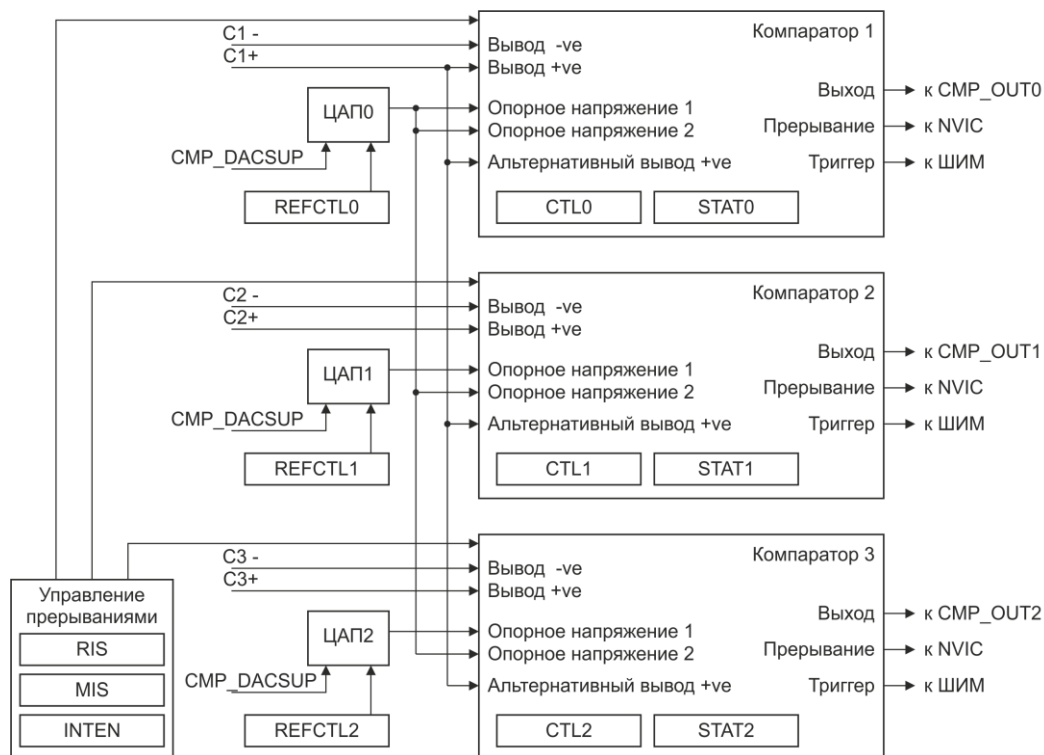 Компаратор 1
C1 -
C1+
Вывод -ve
Вывод +ve
ЦАП0
Опорное напряжение 1
Опорное напряжение 2
CMP_DACSUP
Альтернативный вывод +ve
REFCTL0
CTL0
STAT0
Выход
к CMP_OUT0
Прерывание
к NVIC
Триггер
к ШИМ
Компаратор 2
C2 -
C2+
Вывод -ve
Вывод +ve
ЦАП1
Опорное напряжение 1
Опорное напряжение 2
CMP_DACSUP
Альтернативный вывод +ve
REFCTL1
CTL1
STAT1
Выход
к CMP_OUT1
Прерывание
к NVIC
Триггер
к ШИМ
Компаратор 3
C3 -
C3+
Вывод -ve
Вывод +ve
ЦАП2
Опорное напряжение 1
Опорное напряжение 2
CMP_DACSUP
Альтернативный вывод +ve
REFCTL2
CTL2
STAT2
Выход
к CMP_OUT2
Прерывание
к NVIC
Триггер
к ШИМ
Управление
прерываниями
RIS
MIS
INTEN